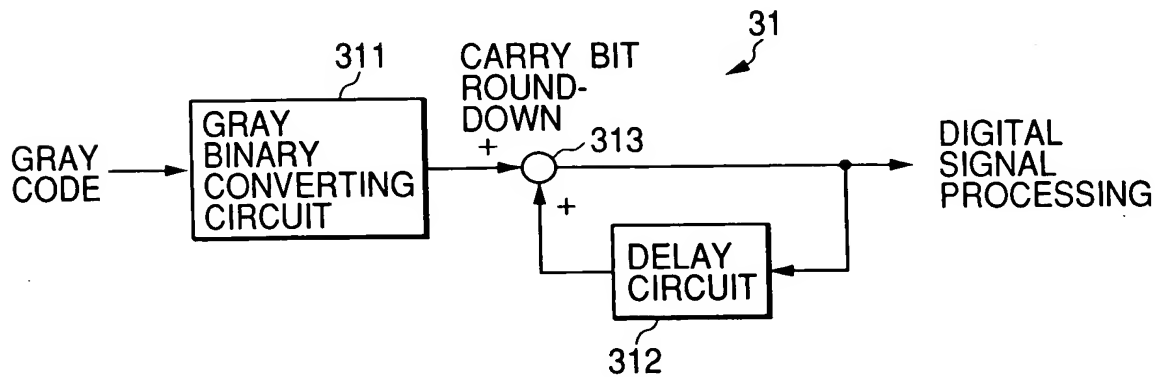 31
311
CARRY BIT
ROUND-
DOWN
GRAY
CODE
GRAY
BINARY
CONVERTING
CIRCUIT
+
313
+
DIGITAL
SIGNAL
PROCESSING
DELAY
CIRCUIT
312